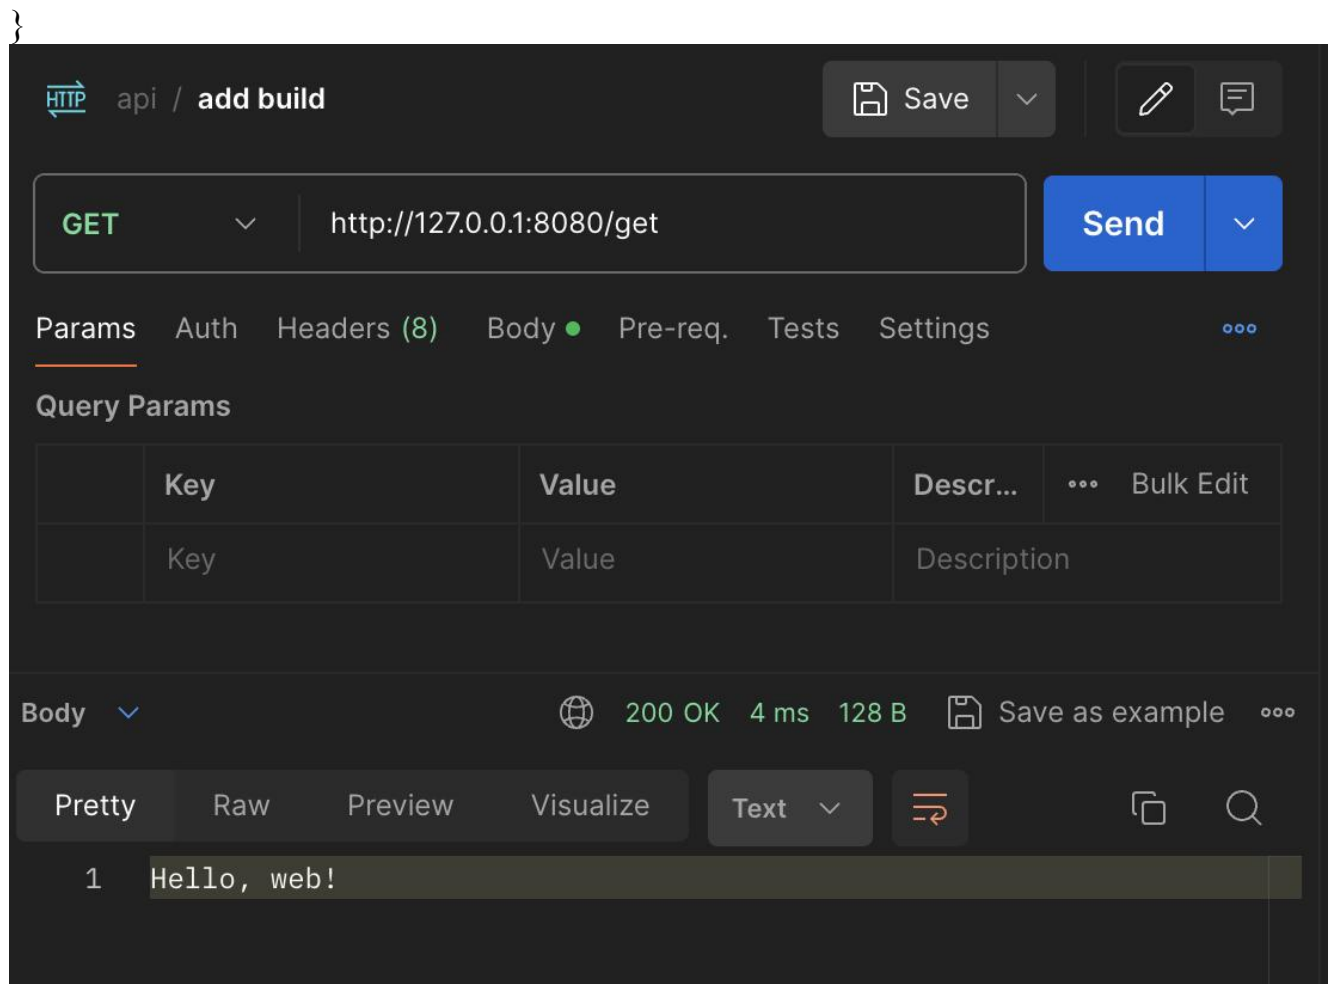 }
HTTP api / add build Save
GET http://127.0.0.1:8080/get Send
Params Auth Headers (8) Body Pre-req. Tests Settings
Query Params
Key Value Descr... Bulk Edit
Key Value Description
Body 200 OK 4 ms 128 B Save as example
Pretty Raw Preview Visualize Text
1 Hello, web!